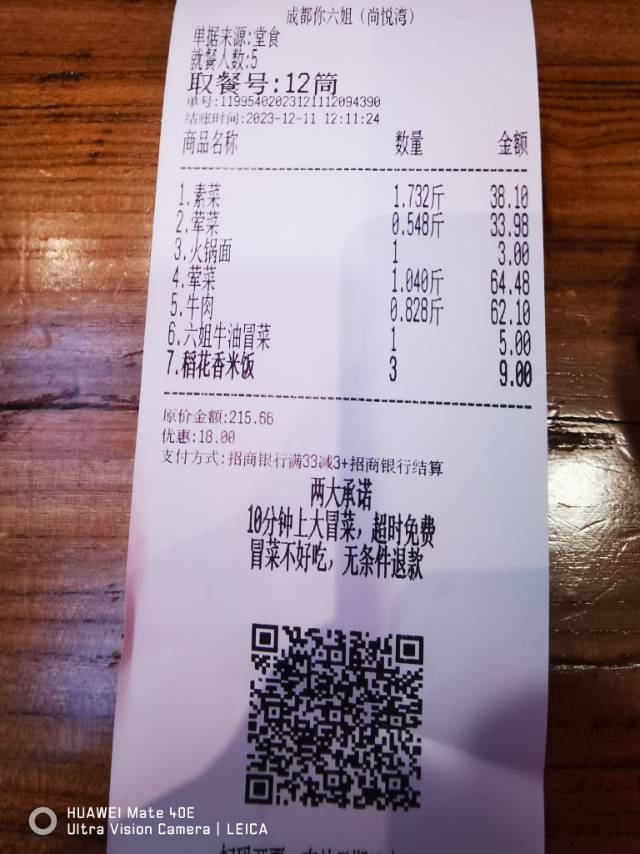 成都你六姐（尚悦湾）
单据来源:堂食
就餐人数:5
取餐号:12筒
单号:1199540202312111209439​0
结账时间:2023-12-11 12:11:24
商品名称 数量 金额
1.素菜 1.732斤 38.10
2.荤菜 0.548斤 33.98
3.火锅面 1 3.00
4.荤菜 1.040斤 64.48
5.牛肉 0.828斤 62.10
6.六姐牛油冒菜 1 5.00
7.稻花香米饭 3 9.00
原价金额:215.66
优惠:18.00
支付方式:招商银行满33减3+招商银行结算
两大承诺
10分钟上大冒菜，超时免费
冒菜不好吃，无条件退款
HUAWEI Mate 40E
Ultra Vision Camera | LEICA